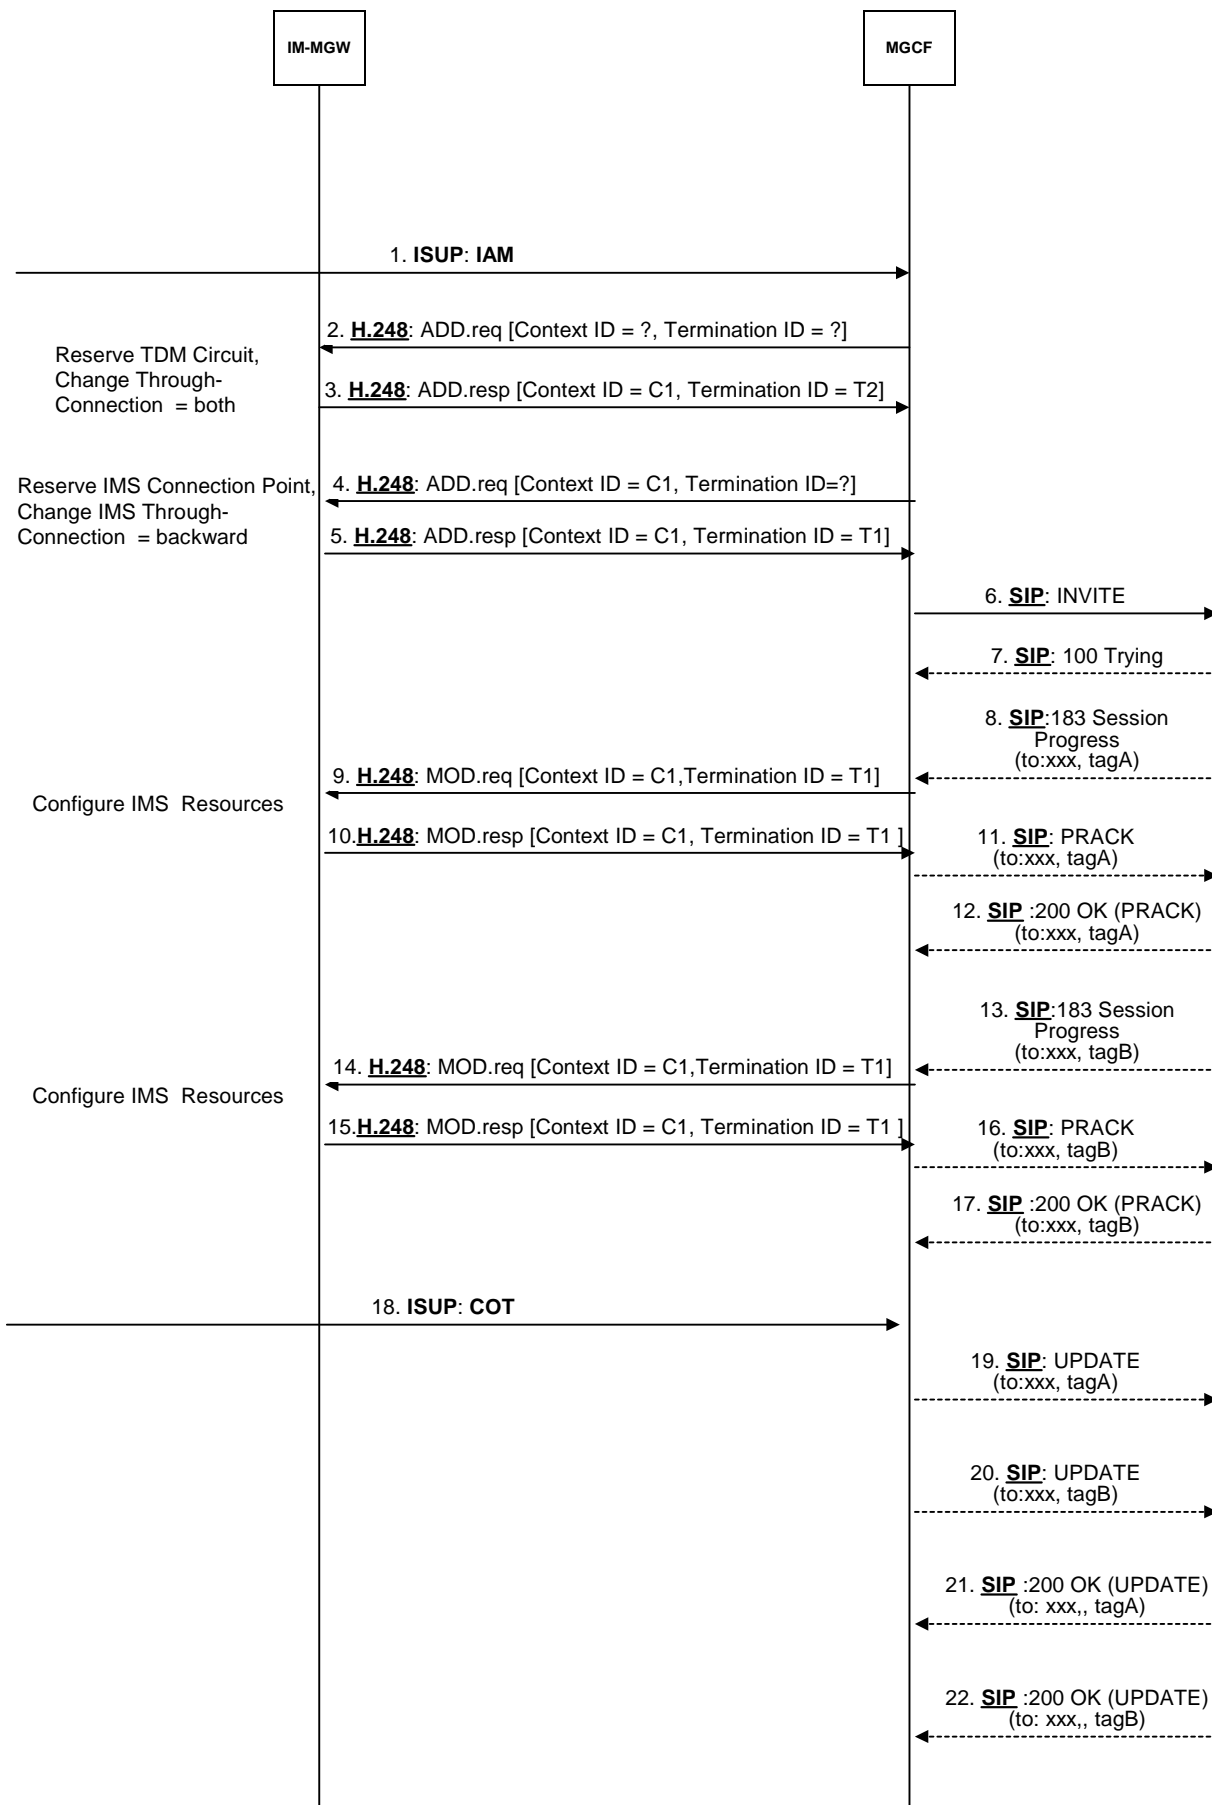 IM-MGW
MGCF
1. ISUP: IAM
2. H.248: ADD.req [Context ID = ?, Termination ID = ?]
Reserve TDM Circuit,
Change Through-
Connection = both
3. H.248: ADD.resp [Context ID = C1, Termination ID = T2]
Reserve IMS Connection Point,
Change IMS Through-
Connection = backward
4. H.248: ADD.req [Context ID = C1, Termination ID=?]
5. H.248: ADD.resp [Context ID = C1, Termination ID = T1]
6. SIP: INVITE
7. SIP: 100 Trying
8. SIP:183 Session
Progress
(to:xxx, tagA)
9. H.248: MOD.req [Context ID = C1,Termination ID = T1]
Configure IMS Resources
10.H.248: MOD.resp [Context ID = C1, Termination ID = T1 ]
11. SIP: PRACK
(to:xxx, tagA)
12. SIP :200 OK (PRACK)
(to:xxx, tagA)
13. SIP:183 Session
Progress
(to:xxx, tagB)
14. H.248: MOD.req [Context ID = C1,Termination ID = T1]
Configure IMS Resources
15.H.248: MOD.resp [Context ID = C1, Termination ID = T1 ]
16. SIP: PRACK
(to:xxx, tagB)
17. SIP :200 OK (PRACK)
(to:xxx, tagB)
18. ISUP: COT
19. SIP: UPDATE
(to:xxx, tagA)
20. SIP: UPDATE
(to:xxx, tagB)
21. SIP :200 OK (UPDATE)
(to: xxx,, tagA)
22. SIP :200 OK (UPDATE)
(to: xxx,, tagB)